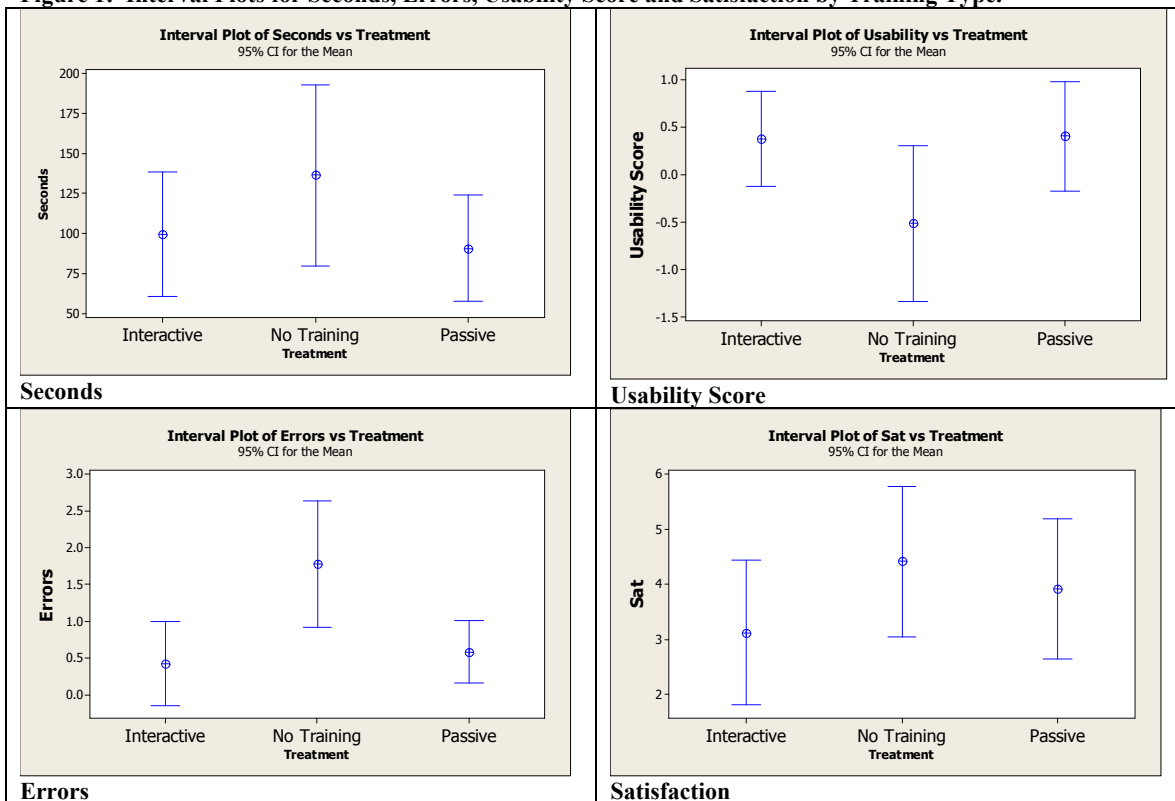 Figure 1. Interval Plots for Seconds, Errors, Usability Score and Satisfaction by Training Type.
Interval Plot of Seconds vs Treatment
95% CI for the Mean
200
175
150
125
100
75
50
Seconds
Interactive No Training Passive
Treatment
Seconds
Interval Plot of Usability vs Treatment
95% CI for the Mean
1.0
0.5
0.0
-0.5
-1.0
-1.5
Usability Score
Interactive No Training Passive
Treatment
Usability Score
Interval Plot of Errors vs Treatment
95% CI for the Mean
3.0
2.5
2.0
1.5
1.0
0.5
0.0
Errors
Interactive No Training Passive
Treatment
Errors
Interval Plot of Sat vs Treatment
95% CI for the Mean
6
5
4
3
2
Sat
Interactive No Training Passive
Treatment
Satisfaction